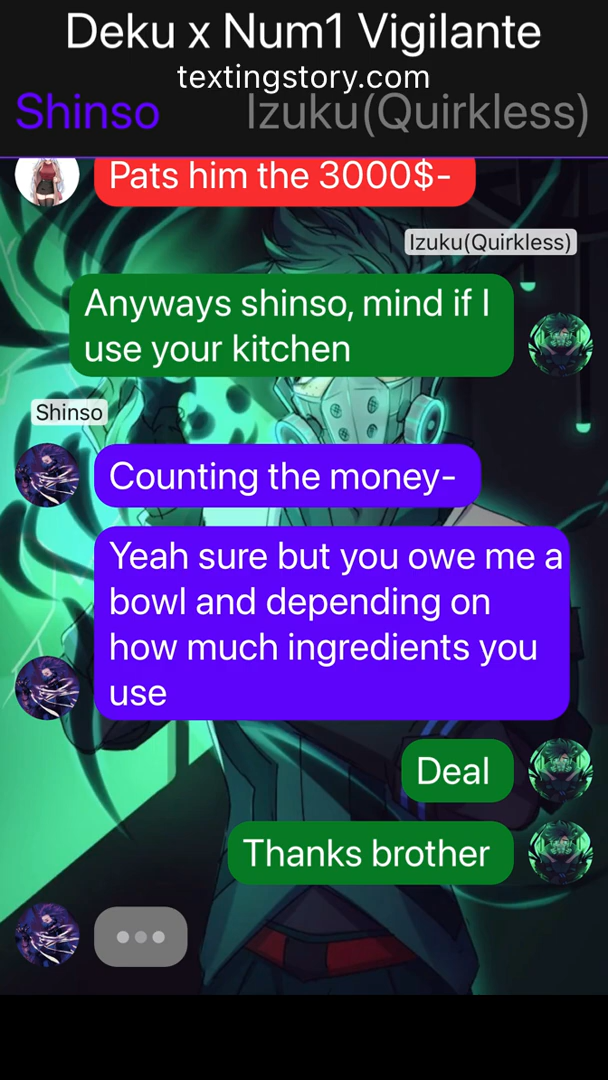 Deku x Num1 Vigilante
textingstory.com
Shinso
Izuku(Quirkless)
Pats him the 3000$-
Izuku(Quirkless)
Anyways shinso, mind if I
use your kitchen
Shinso
Counting the money-
Yeah sure but you owe me a
bowl and depending on
how much ingredients you
use
Deal
Thanks brother